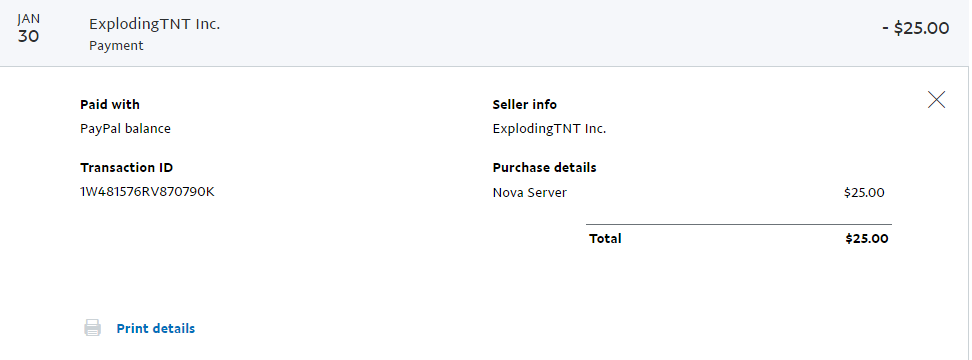 JAN
30
ExplodingTNT Inc.
Payment
- $25.00
Paid with
PayPal balance
Transaction ID
1W481576RV870790K
Seller info
ExplodingTNT Inc.
Purchase details
Nova Server $25.00
Total $25.00
Print details